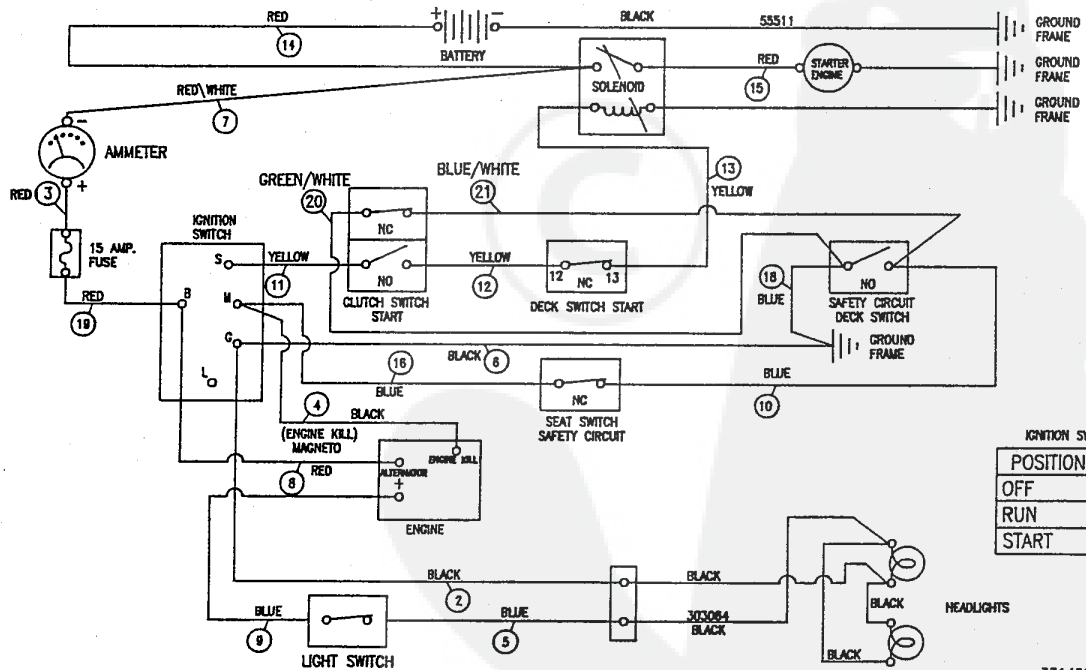 RED
14
+
-
BATTERY
BLACK
55511
GROUND
FRAME
RED\WHITE
7
SOLENOID
RED
15
STARTER
ENGINE
GROUND
FRAME
GROUND
FRAME
-
AMMETER
+
RED 3
15 AMP.
FUSE
RED
19
GREEN/WHITE
20
BLUE/WHITE
21
13
YELLOW
IGNITION
SWITCH
S
B
M
G
L
YELLOW
11
NC
NO
CLUTCH SWITCH
START
YELLOW
12
12
NC
13
DECK SWITCH START
18
BLUE
NO
SAFETY CIRCUIT
DECK SWITCH
GROUND
FRAME
BLACK
6
16
BLUE
NC
SEAT SWITCH
SAFETY CIRCUIT
BLUE
10
4
BLACK
(ENGINE KILL)
MAGNETO
RED
8
ALTERNATOR
+
ENGINE KILL
ENGINE
IGNITION S
POSITION
OFF
RUN
START
BLACK
2
BLACK
BLUE
9
LIGHT SWITCH
BLUE
5
303064
BLACK
BLACK
BLACK
HEADLIGHTS